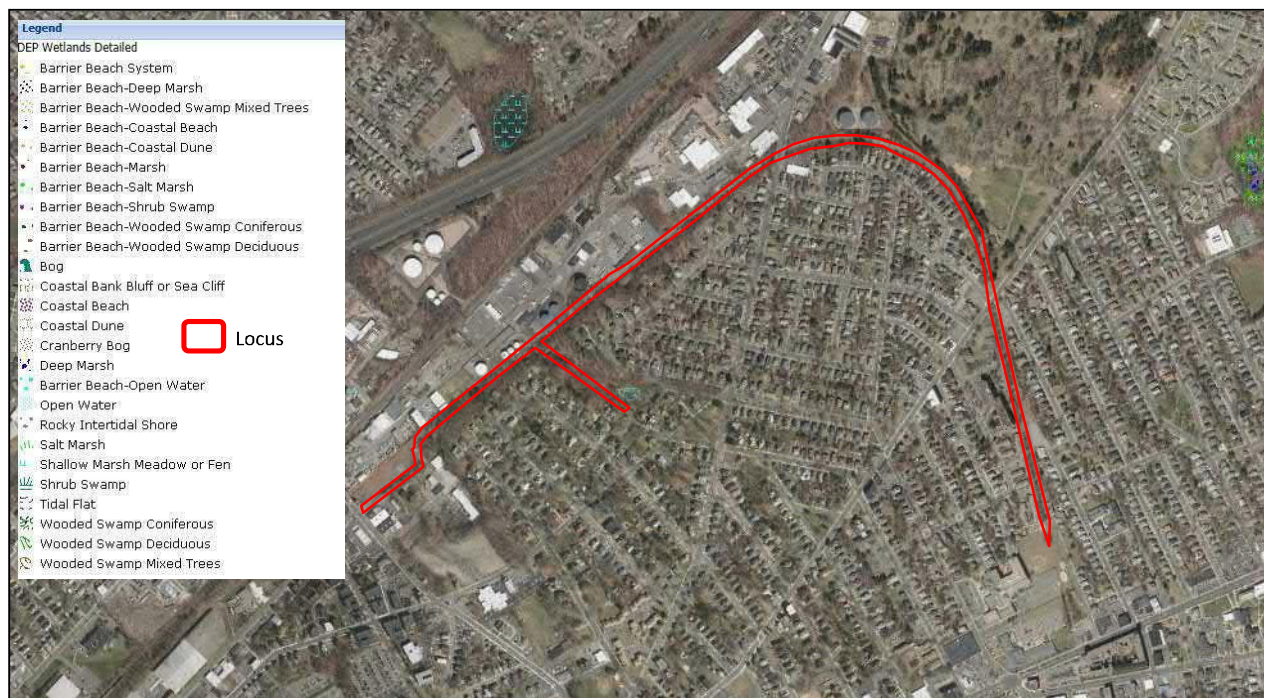 Legend
DEP Wetlands Detailed
Barrier Beach System
Barrier Beach-Deep Marsh
Barrier Beach-Wooded Swamp Mixed Trees
Barrier Beach-Coastal Beach
Barrier Beach-Coastal Dune
Barrier Beach-Marsh
Barrier Beach-Salt Marsh
Barrier Beach-Shrub Swamp
Barrier Beach-Wooded Swamp Coniferous
Barrier Beach-Wooded Swamp Deciduous
Bog
Coastal Bank Bluff or Sea Cliff
Coastal Beach
Coastal Dune
Cranberry Bog
Locus
Deep Marsh
Barrier Beach-Open Water
Open Water
Rocky Intertidal Shore
Salt Marsh
Shallow Marsh Meadow or Fen
Shrub Swamp
Tidal Flat
Wooded Swamp Coniferous
Wooded Swamp Deciduous
Wooded Swamp Mixed Trees